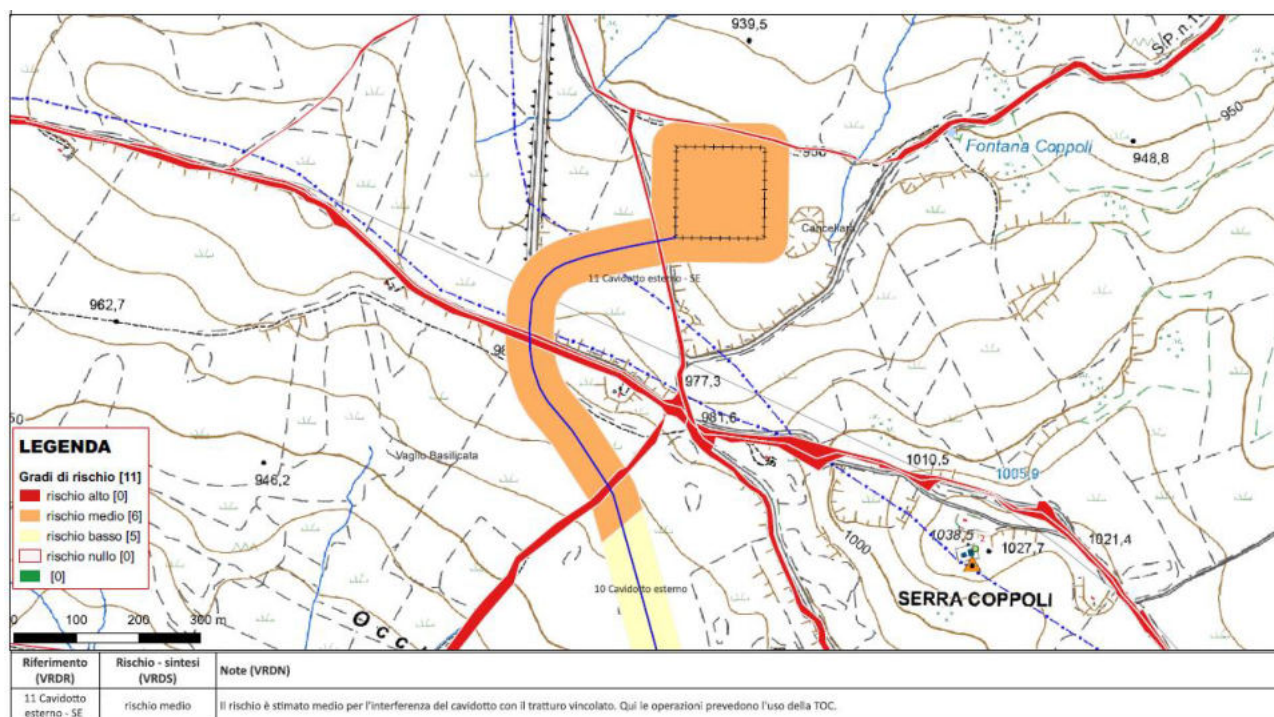 939,5
S.P. n.1
950
Fontana Coppoli
948,8
950
Cancellara
11 Cavidotto esterno - SE
962,7
977,3
981,6
LEGENDA
Gradi di rischio [11]
rischio alto [0]
rischio medio [6]
rischio basso [5]
rischio nullo [0]
[0]
Vaglio Basilicata
946,2
1010,5
1005,9
1038,5
1027,7
1021,4
1000
10 Cavidotto esterno
SERRA COPPOLI
0 100 200 300 m
Occ
Riferimento (VRDR) Rischio - sintesi (VRDS) Note (VRDN)
11 Cavidotto esterno - SE rischio medio Il rischio è stimato medio per l'interferenza del cavidotto con il tratturo vincolato. Qui le operazioni prevedono l'uso della TOC.